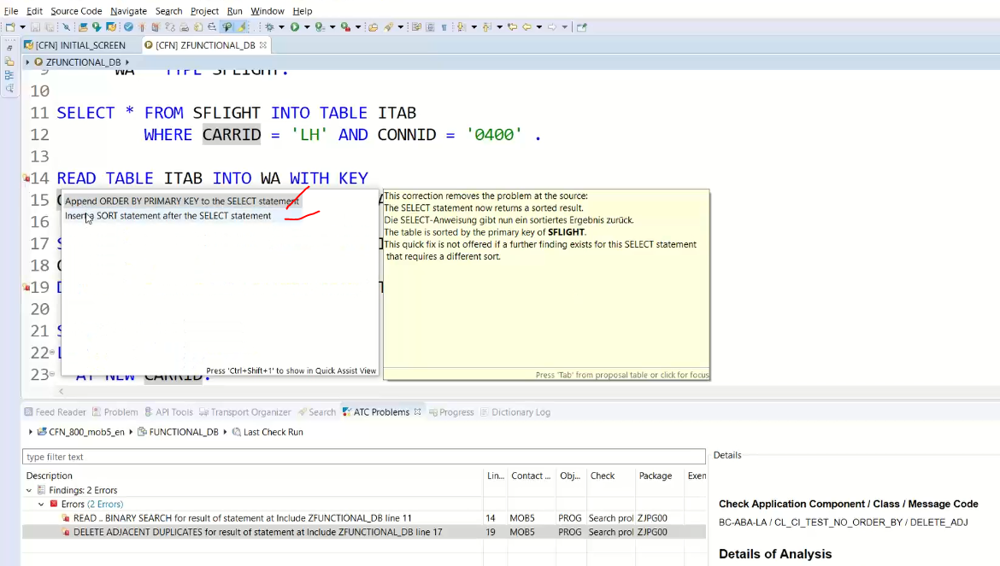 File Edit Source Code Navigate Search Project Run Window Help
[CFN] INITIAL_SCREEN [CFN] ZFUNCTIONAL_DB
ZFUNCTIONAL_DB
9 WA TYPE SFLIGHT.
10
11 SELECT * FROM SFLIGHT INTO TABLE ITAB
12 WHERE CARRID = 'LH' AND CONNID = '0400' .
13
14 READ TABLE ITAB INTO WA WITH KEY
15
Append ORDER BY PRIMARY KEY to the SELECT statement
Insert a SORT statement after the SELECT statement
Press 'Ctrl+Shift+1' to show in Quick Assist View
This correction removes the problem at the source:
The SELECT statement now returns a sorted result.
Die SELECT-Anweisung gibt nun ein sortiertes Ergebnis zurück.
The table is sorted by the primary key of SFLIGHT.
This quick fix is not offered if a further finding exists for this SELECT statement
that requires a different sort.
Press 'Tab' from proposal table or click for focus
16
17
18
19
20
21
22
23 AT NEW CARRID.
Feed Reader Problem API Tools Transport Organizer Search ATC Problems Progress Dictionary Log
CFN_800_mob5_en FUNCTIONAL_DB Last Check Run
type filter text
Description Lin... Contact ... Obj... Check Package Exen
Findings: 2 Errors
Errors (2 Errors)
READ .. BINARY SEARCH for result of statement at Include ZFUNCTIONAL_DB line 11 14 MOB5 PROG Search prol ZJPG00
DELETE ADJACENT DUPLICATES for result of statement at Include ZFUNCTIONAL_DB line 17 19 MOB5 PROG Search prol ZJPG00
Details
Check Application Component / Class / Message Code
BC-ABA-LA / CL_CI_TEST_NO_ORDER_BY / DELETE_ADJ
Details of Analysis